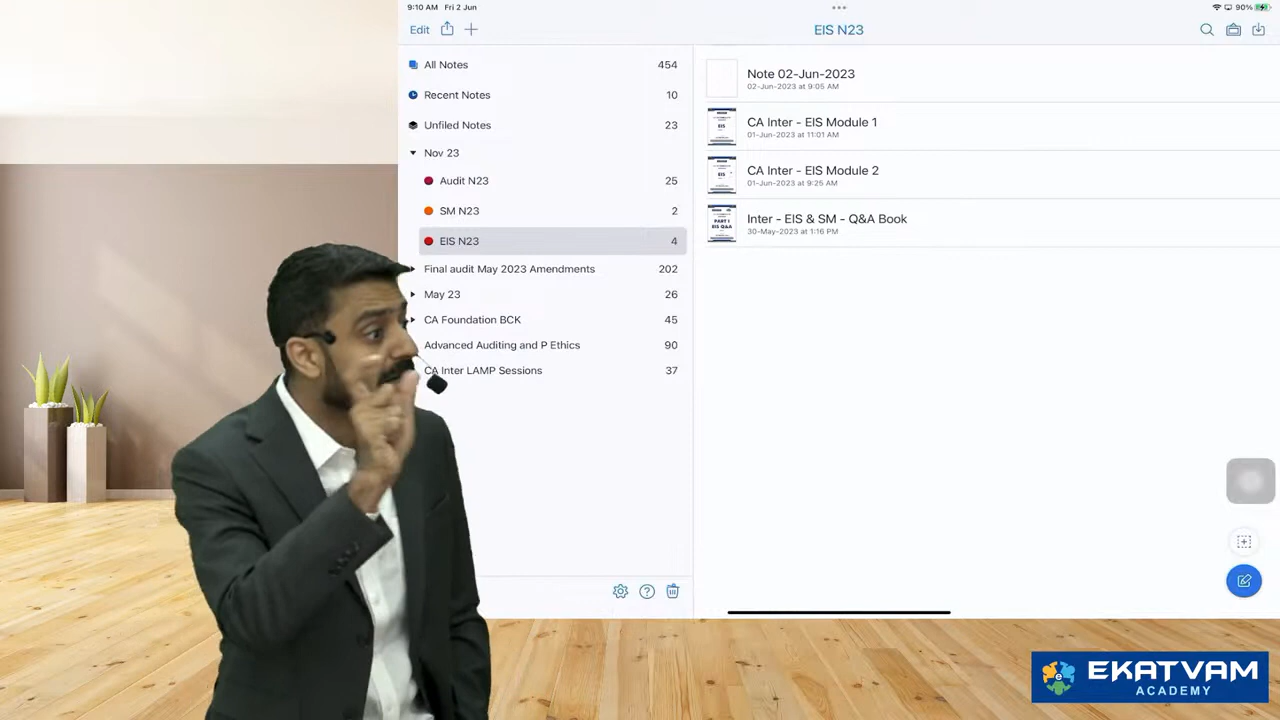 9:10 AM Fri 2 Jun
90%
Edit
EIS N23
All Notes 454
Recent Notes 10
Unfiled Notes 23
Nov 23
Audit N23 25
SM N23 2
EIS N23 4
Final audit May 2023 Amendments 202
May 23 26
CA Foundation BCK 45
Advanced Auditing and P Ethics 90
CA Inter LAMP Sessions 37
Note 02-Jun-2023
02-Jun-2023 at 9:05 AM
CA Inter - EIS Module 1
01-Jun-2023 at 11:01 AM
CA Inter - EIS Module 2
01-Jun-2023 at 9:25 AM
PART I
EIS Q&A
Inter - EIS & SM - Q&A Book
30-May-2023 at 1:16 PM
EKATVAM
ACADEMY